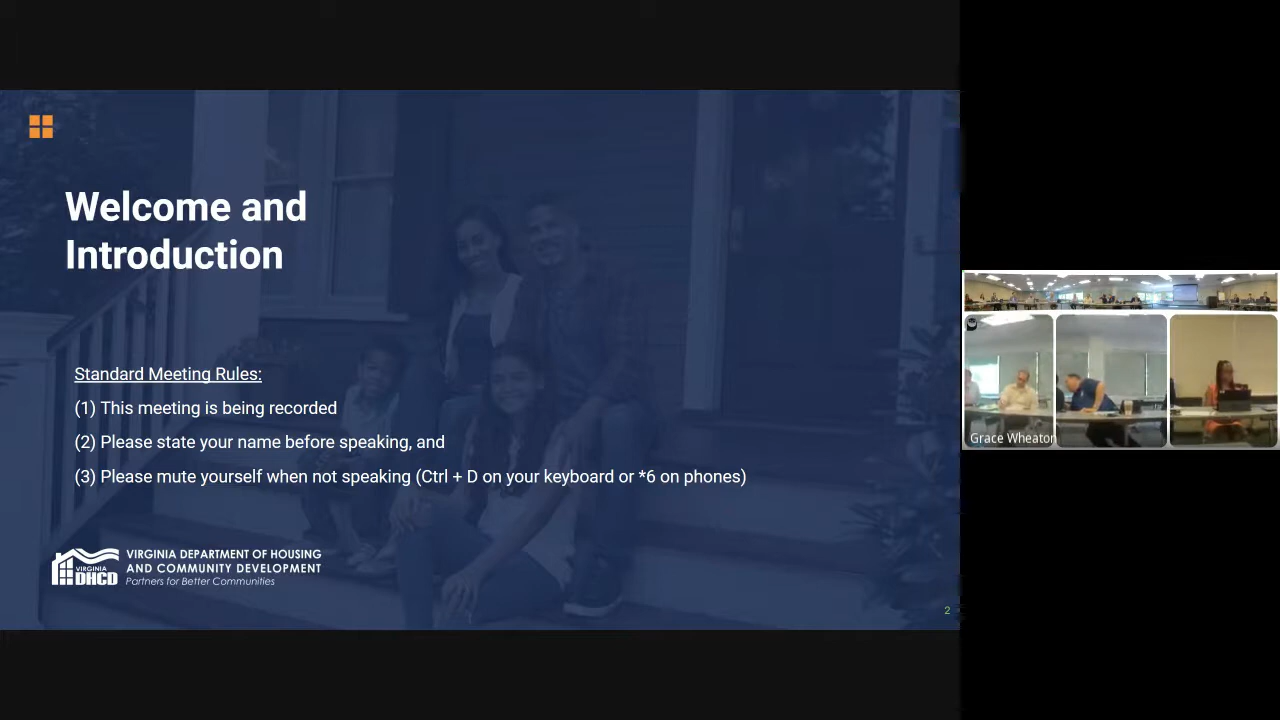 Welcome and
Introduction
Standard Meeting Rules:
(1) This meeting is being recorded
(2) Please state your name before speaking, and
(3) Please mute yourself when not speaking (Ctrl + D on your keyboard or *6 on phones)
VIRGINIA
DHCD
VIRGINIA DEPARTMENT OF HOUSING
AND COMMUNITY DEVELOPMENT
Partners for Better Communities
2
Grace Wheaton